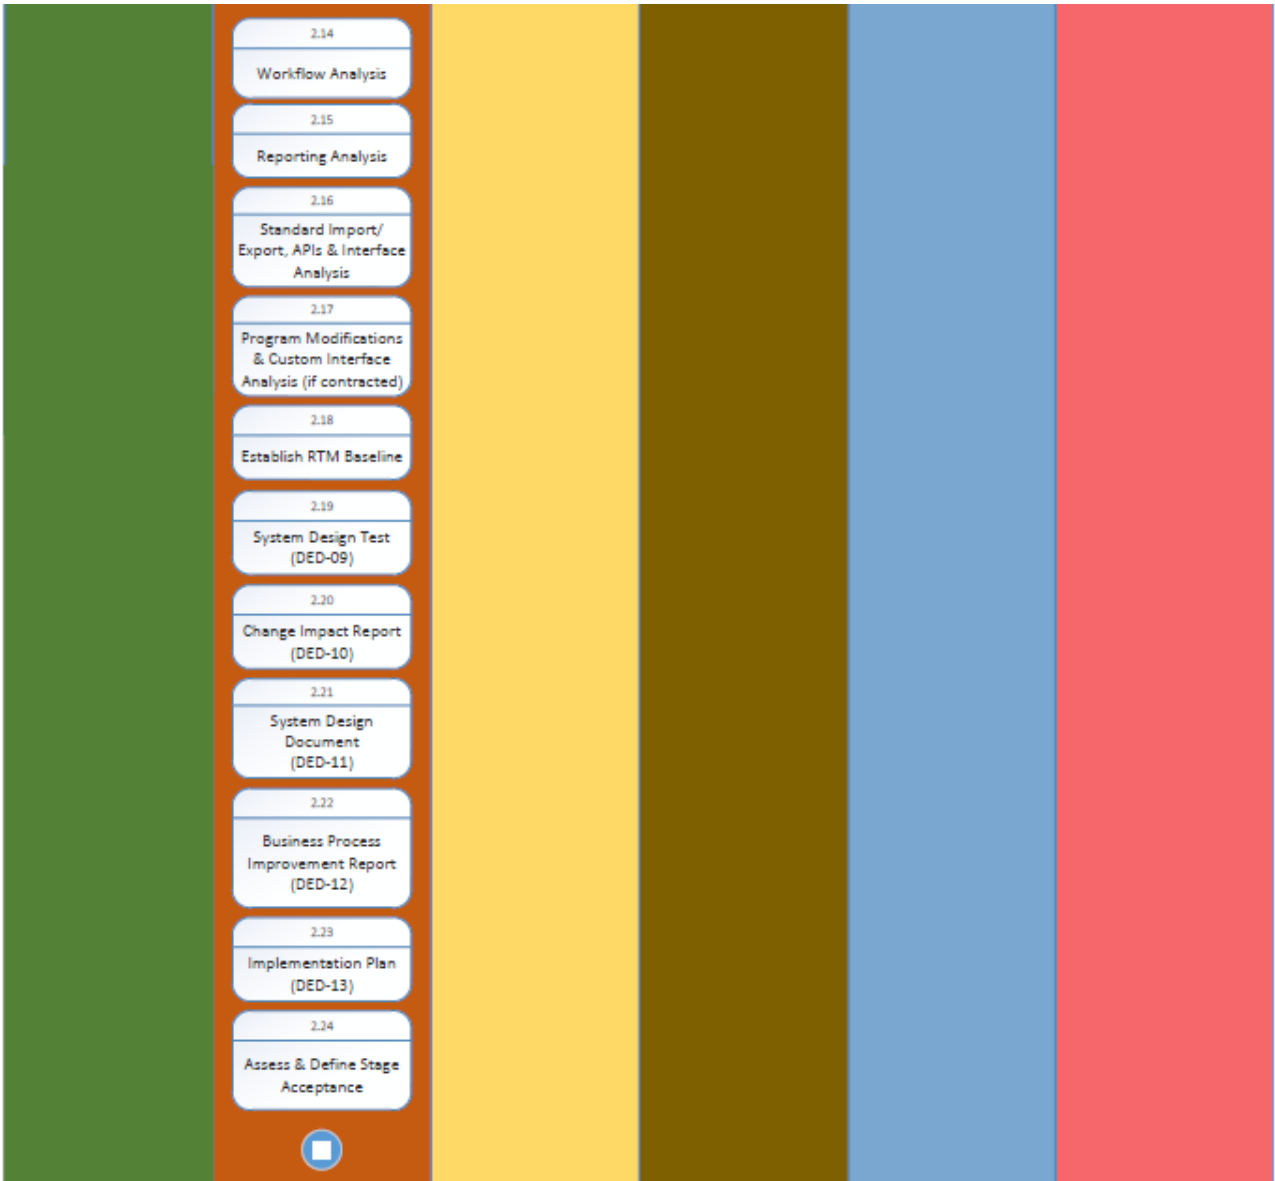 2.14
Workflow Analysis
2.15
Reporting Analysis
2.16
Standard Import/
Export, APIs & Interface
Analysis
2.17
Program Modifications
& Custom Interface
Analysis (if contracted)
2.18
Establish RTM Baseline
2.19
System Design Test
(DED-09)
2.20
Change Impact Report
(DED-10)
2.21
System Design
Document
(DED-11)
2.22
Business Process
Improvement Report
(DED-12)
2.23
Implementation Plan
(DED-13)
2.24
Assess & Define Stage
Acceptance